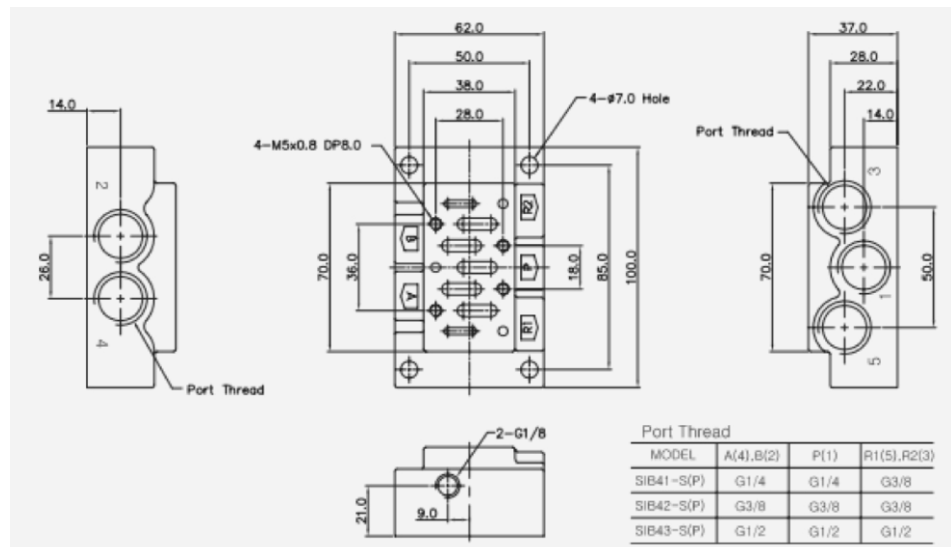 62.0
50.0
38.0
28.0
4-ø7.0 Hole
4-M5x0.8 DP8.0
14.0
2
26.0
4
Port Thread
B
A
R2
P
R1
70.0
36.0
18.0
85.0
100.0
37.0
28.0
22.0
14.0
Port Thread
3
70.0
1
50.0
5
2-G1/8
21.0
9.0
Port Thread
MODEL A(4),B(2) P(1) R1(5),R2(3)
SIB41-S(P) G1/4 G1/4 G3/8
SIB42-S(P) G3/8 G3/8 G3/8
SIB43-S(P) G1/2 G1/2 G1/2